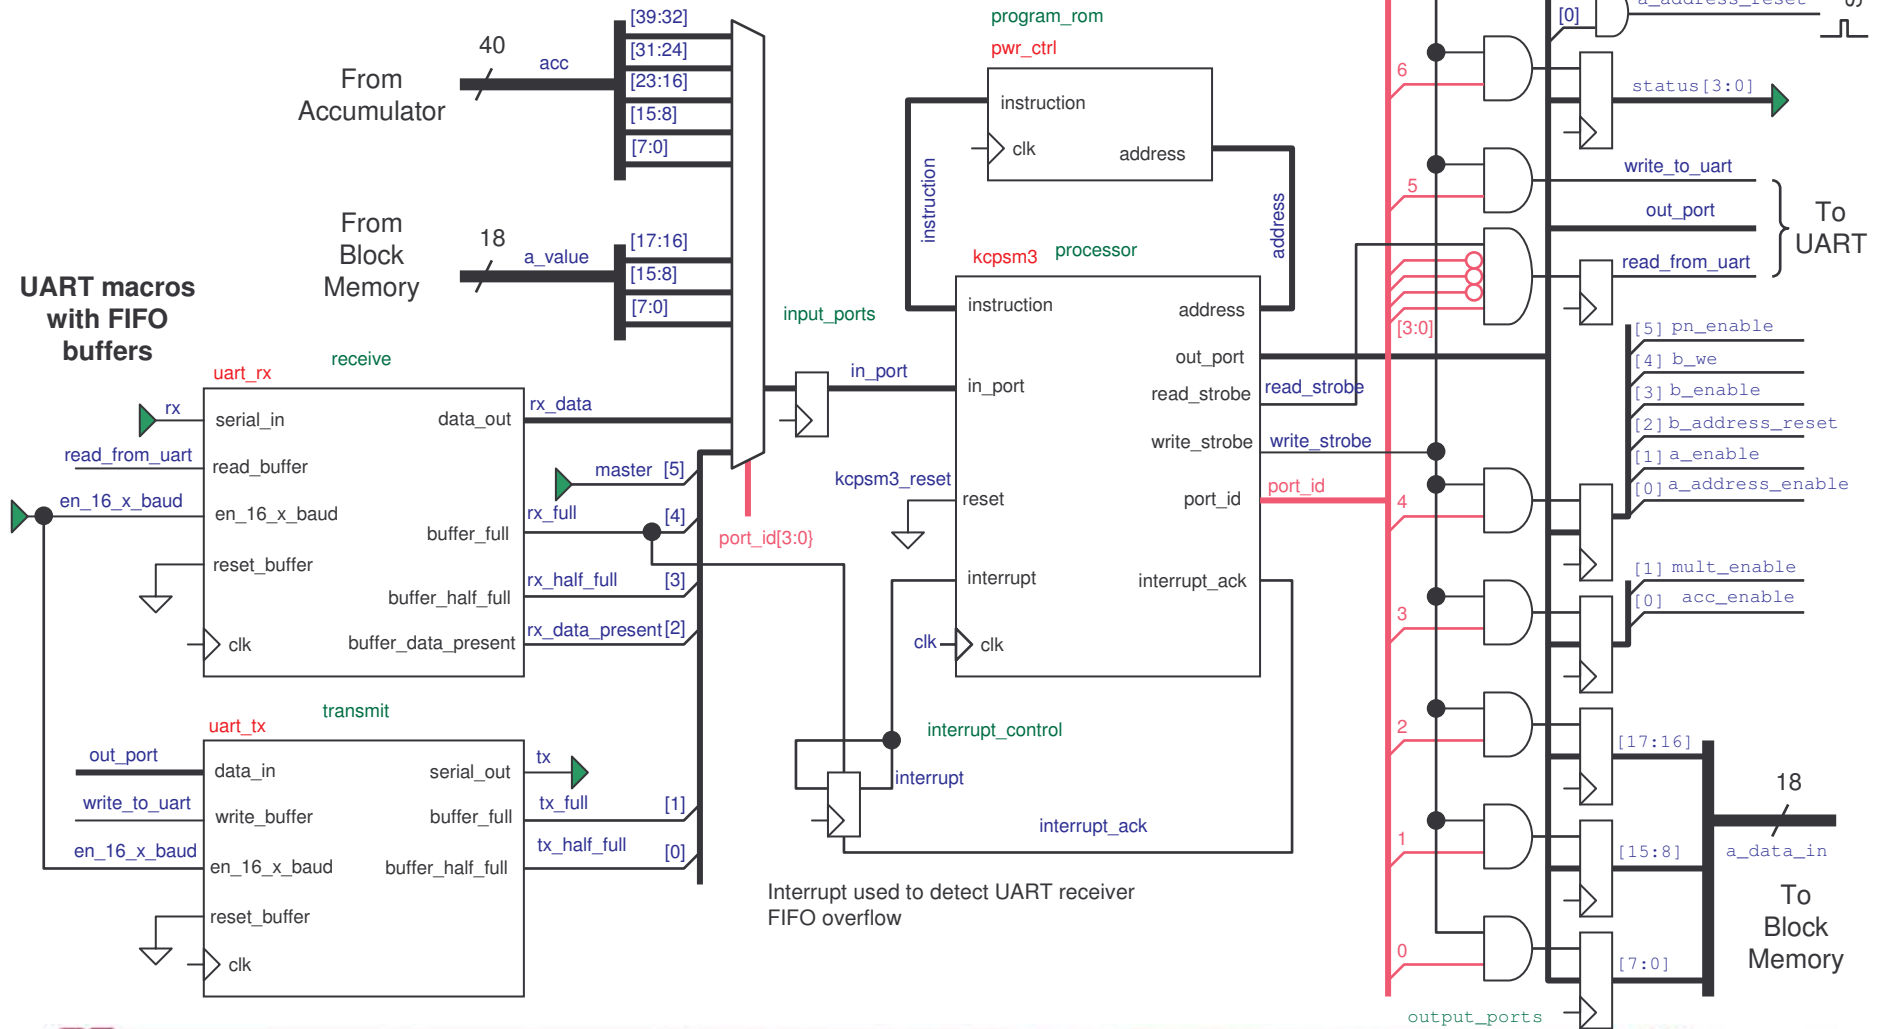 From
Accumulator
40
acc
[39:32]
[31:24]
[23:16]
[15:8]
[7:0]
From
Block
Memory
18
a_value
[17:16]
[15:8]
[7:0]
UART macros
with FIFO
buffers
receive
uart_rx
rx
read_from_uart
en_16_x_baud
serial_in
read_buffer
en_16_x_baud
reset_buffer
clk
data_out
buffer_full
buffer_half_full
buffer_data_present
rx_data
master [5]
rx_full [4]
rx_half_full [3]
rx_data_present [2]
port_id[3:0}
transmit
uart_tx
out_port
write_to_uart
en_16_x_baud
data_in
write_buffer
en_16_x_baud
reset_buffer
clk
serial_out
buffer_full
buffer_half_full
tx
tx_full [1]
tx_half_full [0]
input_ports
in_port
program_rom
pwr_ctrl
instruction
clk
address
instruction
address
kcpsm3 processor
instruction
in_port
kcpsm3_reset
reset
interrupt
clk
clk
address
out_port
read_strobe
write_strobe
port_id
interrupt_ack
read_strobe
write_strobe
port_id
interrupt_control
interrupt
interrupt_ack
Interrupt used to detect UART receiver
FIFO overflow
[0]
a_address_reset
6
status[3:0]
5
write_to_uart
out_port
read_from_uart
To
UART
[3:0]
[5] pn_enable
[4] b_we
[3] b_enable
[2] b_address_reset
[1] a_enable
[0] a_address_enable
4
[1] mult_enable
[0] acc_enable
3
2
[17:16]
1
[15:8]
0
[7:0]
18
a_data_in
To
Block
Memory
output_ports